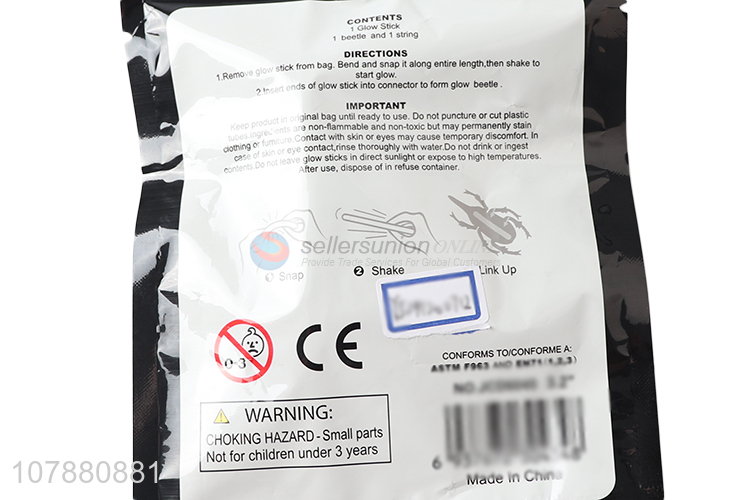 CONTENTS
1 Glow Stick
1 beetle and 1 string
DIRECTIONS
1.Remove glow stick from bag. Bend and snap it along entire length,then shake to
start glow.
2.Insert ends of glow stick into connector to form glow beetle .
IMPORTANT
Keep product in original bag until ready to use. Do not puncture or cut plastic
tubes.Ingredients are non-flammable and non-toxic but may permanently stain
clothing or furniture.Contact with skin or eyes may cause temporary discomfort. In
case of skin or eye contact,rinse thoroughly with water.Do not drink or ingest
contents.Do not leave glow sticks in direct sunlight or expose to high temperatures.
After use, dispose of in refuse container.
sellersunion ONLINE
Provide Trade Services For Global Customers
Snap
2 Shake
Link Up
0-3
CE
CONFORMS TO/CONFORME A:
ASTM F963 AND EN71(1,2,3)
WARNING:
CHOKING HAZARD - Small parts
Not for children under 3 years
Made in China
107880881